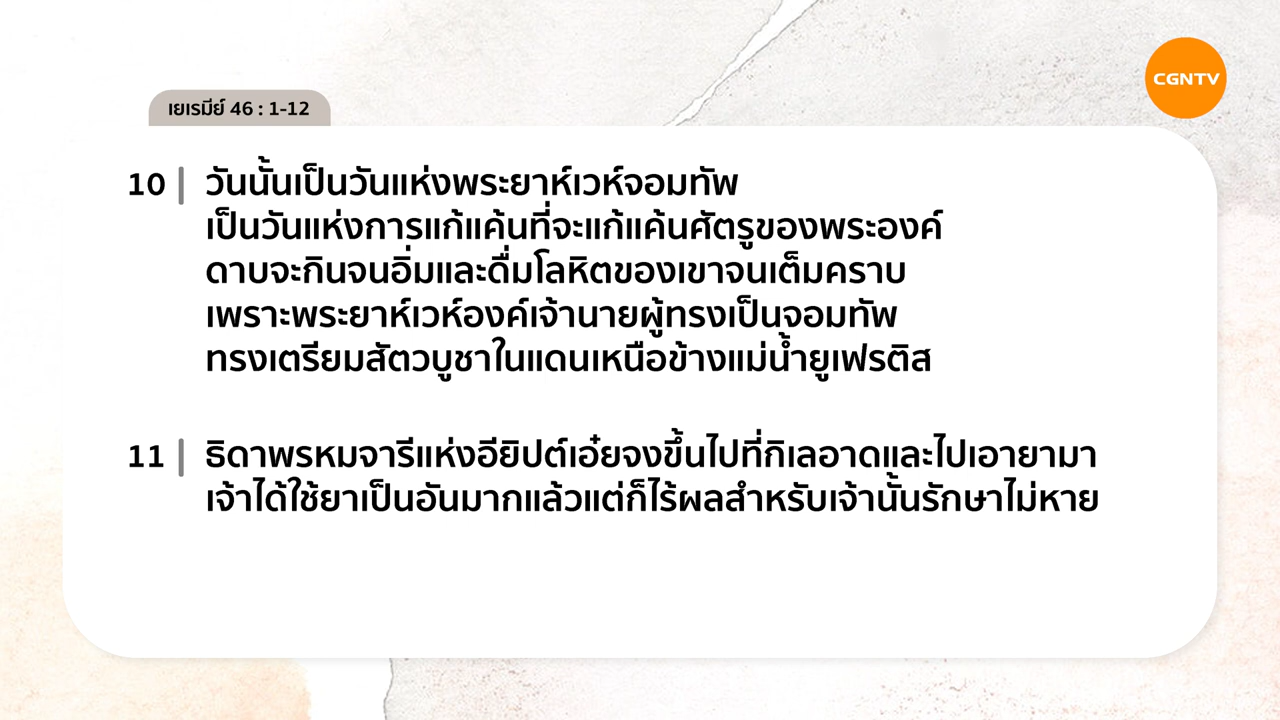 CGNTV
เยเรมีย์ 46 : 1-12
10 | วันนั้นเป็นวันแห่งพระยาห์เวห์จอมทัพ
เป็นวันแห่งการแก้แค้นที่จะแก้แค้นศัตรูของพระองค์
ดาบจะกินจนอิ่มและดื่มโลหิตของเขาจนเต็มคราบ
เพราะพระยาห์เวห์องค์เจ้านายผู้ทรงเป็นจอมทัพ
ทรงเตรียมสัตวบูชาในแดนเหนือข้างแม่น้ำยูเฟรติส
11 | ธิดาพรหมจารีแห่งอียิปต์เอ๋ยจงขึ้นไปที่กิเลอาดและไปเอายามา
เจ้าได้ใช้ยาเป็นอันมากแล้วแต่ก็ไร้ผลสำหรับเจ้านั้นรักษาไม่หาย